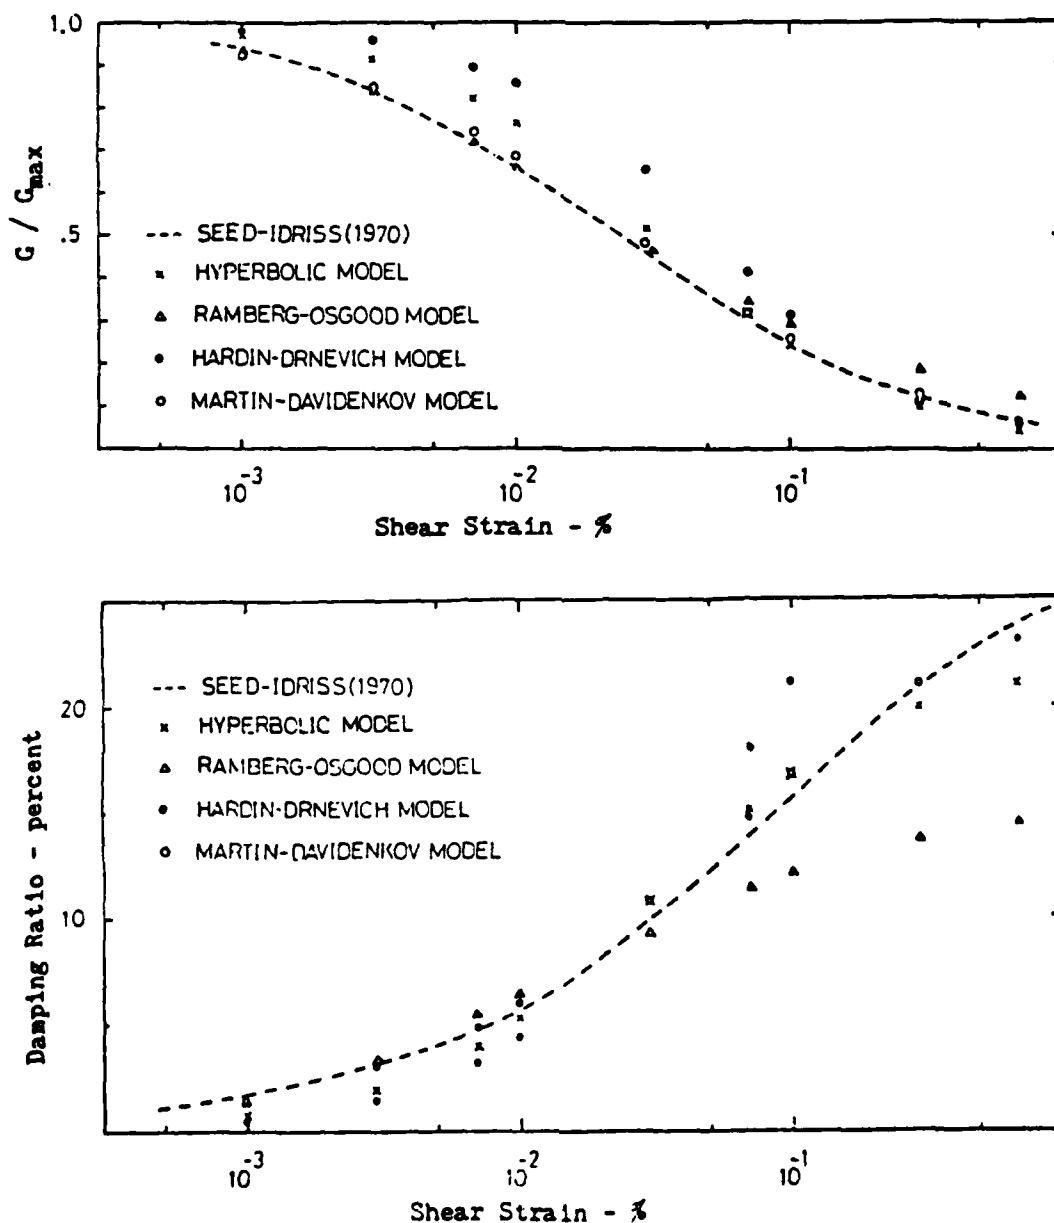 1.0
.5
G / Gmax
--- SEED-IDRISS(1970)
x HYPERBOLIC MODEL
▵ RAMBERG-OSGOOD MODEL
• HARDIN-DRNEVICH MODEL
o MARTIN-DAVIDENKOV MODEL
10^-3 10^-2 10^-1
Shear Strain - %
20
10
Damping Ratio - percent
--- SEED-IDRISS(1970)
x HYPERBOLIC MODEL
▵ RAMBERG-OSGOOD MODEL
• HARDIN-DRNEVICH MODEL
o MARTIN-DAVIDENKOV MODEL
10^-3 10^-2 10^-1
Shear Strain - %